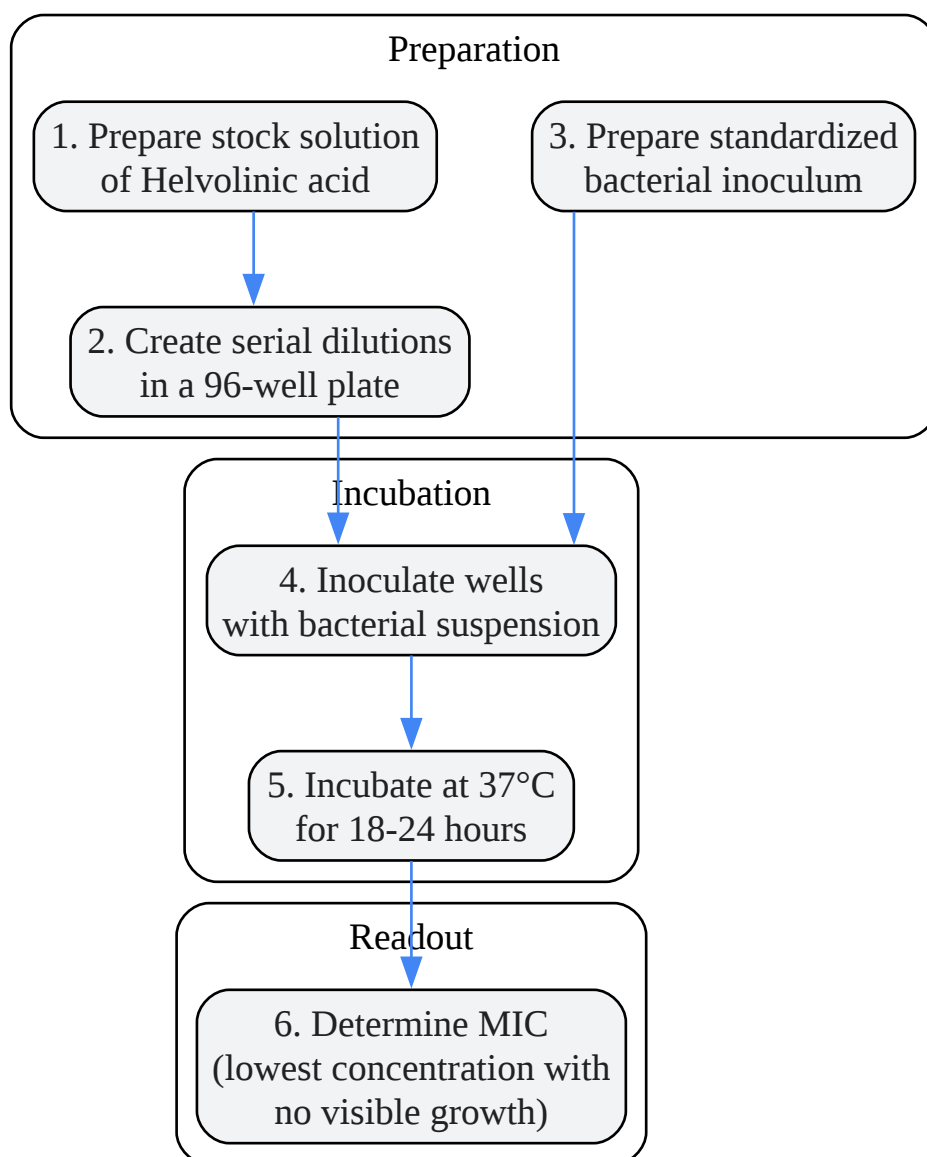 Preparation
1. Prepare stock solution
of Helvolinic acid
3. Prepare standardized
bacterial inoculum
2. Create serial dilutions
in a 96-well plate
Incubation
4. Inoculate wells
with bacterial suspension
5. Incubate at 37°C
for 18-24 hours
Readout
6. Determine MIC
(lowest concentration with
no visible growth)